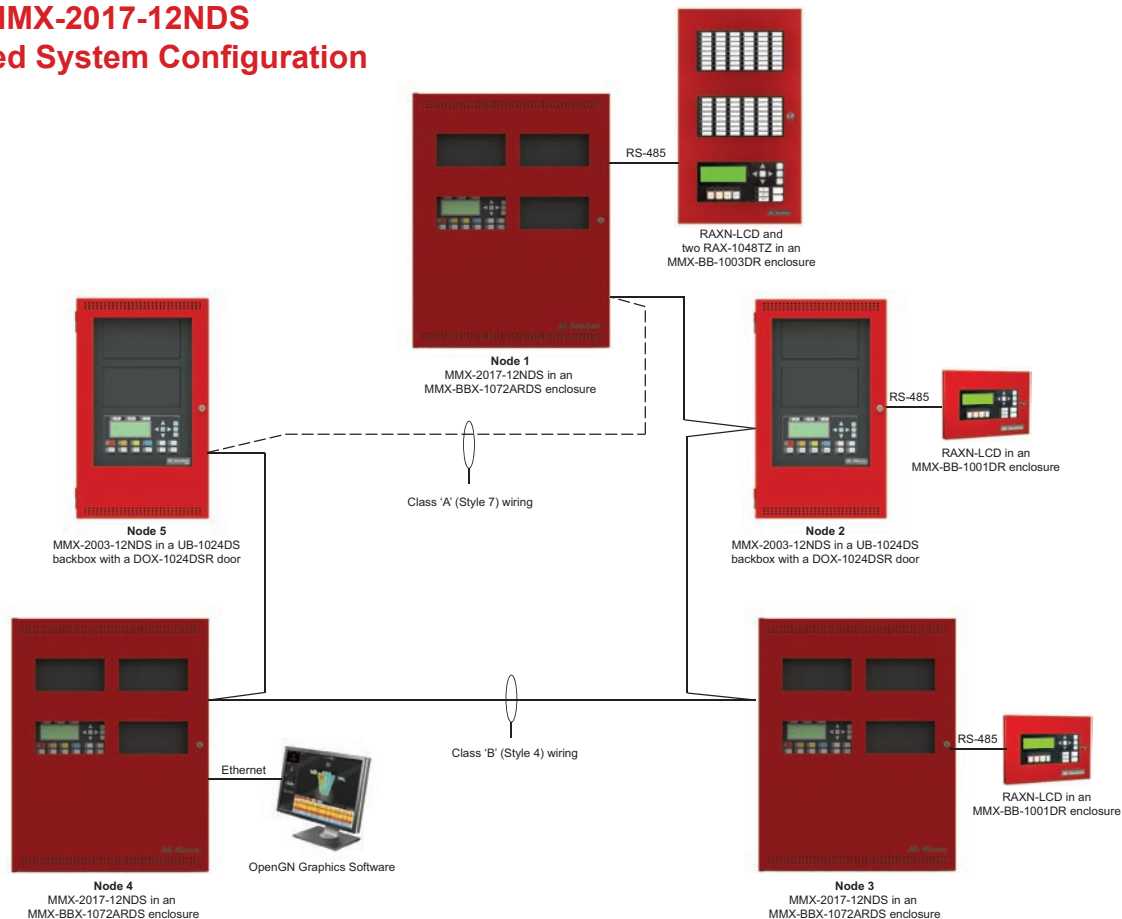 MMX-2017-12NDS
ed System Configuration
RS-485
RAXN-LCD and
two RAX-1048TZ in an
MMX-BB-1003DR enclosure
Node 1
MMX-2017-12NDS in an
MMX-BBX-1072ARDS enclosure
RS-485
RAXN-LCD in an
MMX-BB-1001DR enclosure
Class ‘A’ (Style 7) wiring
Node 5
MMX-2003-12NDS in a UB-1024DS
backbox with a DOX-1024DSR door
Node 2
MMX-2003-12NDS in a UB-1024DS
backbox with a DOX-1024DSR door
Class ‘B’ (Style 4) wiring
RS-485
Ethernet
RAXN-LCD in an
MMX-BB-1001DR enclosure
OpenGN Graphics Software
Node 4
MMX-2017-12NDS in an
MMX-BBX-1072ARDS enclosure
Node 3
MMX-2017-12NDS in an
MMX-BBX-1072ARDS enclosure